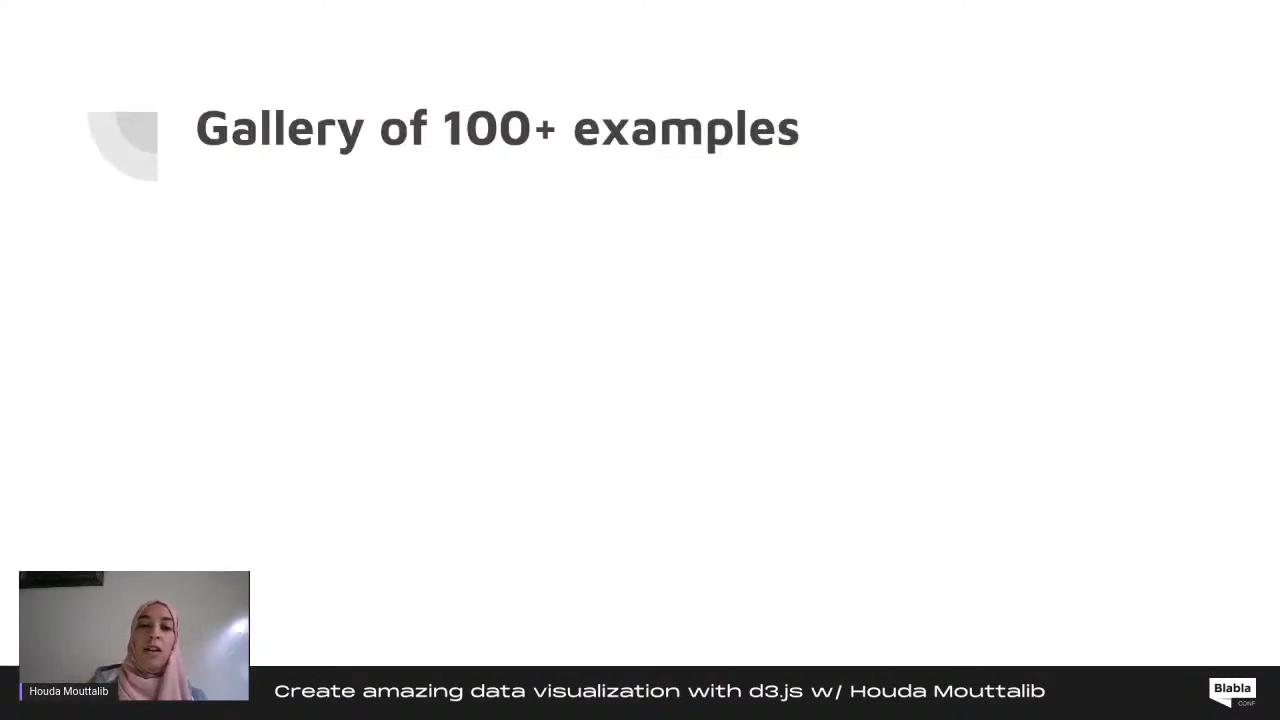 Gallery of 100+ examples
Houda Mouttalib
Create amazing data visualization with d3.js w/ Houda Mouttalib
Blabla
CONF